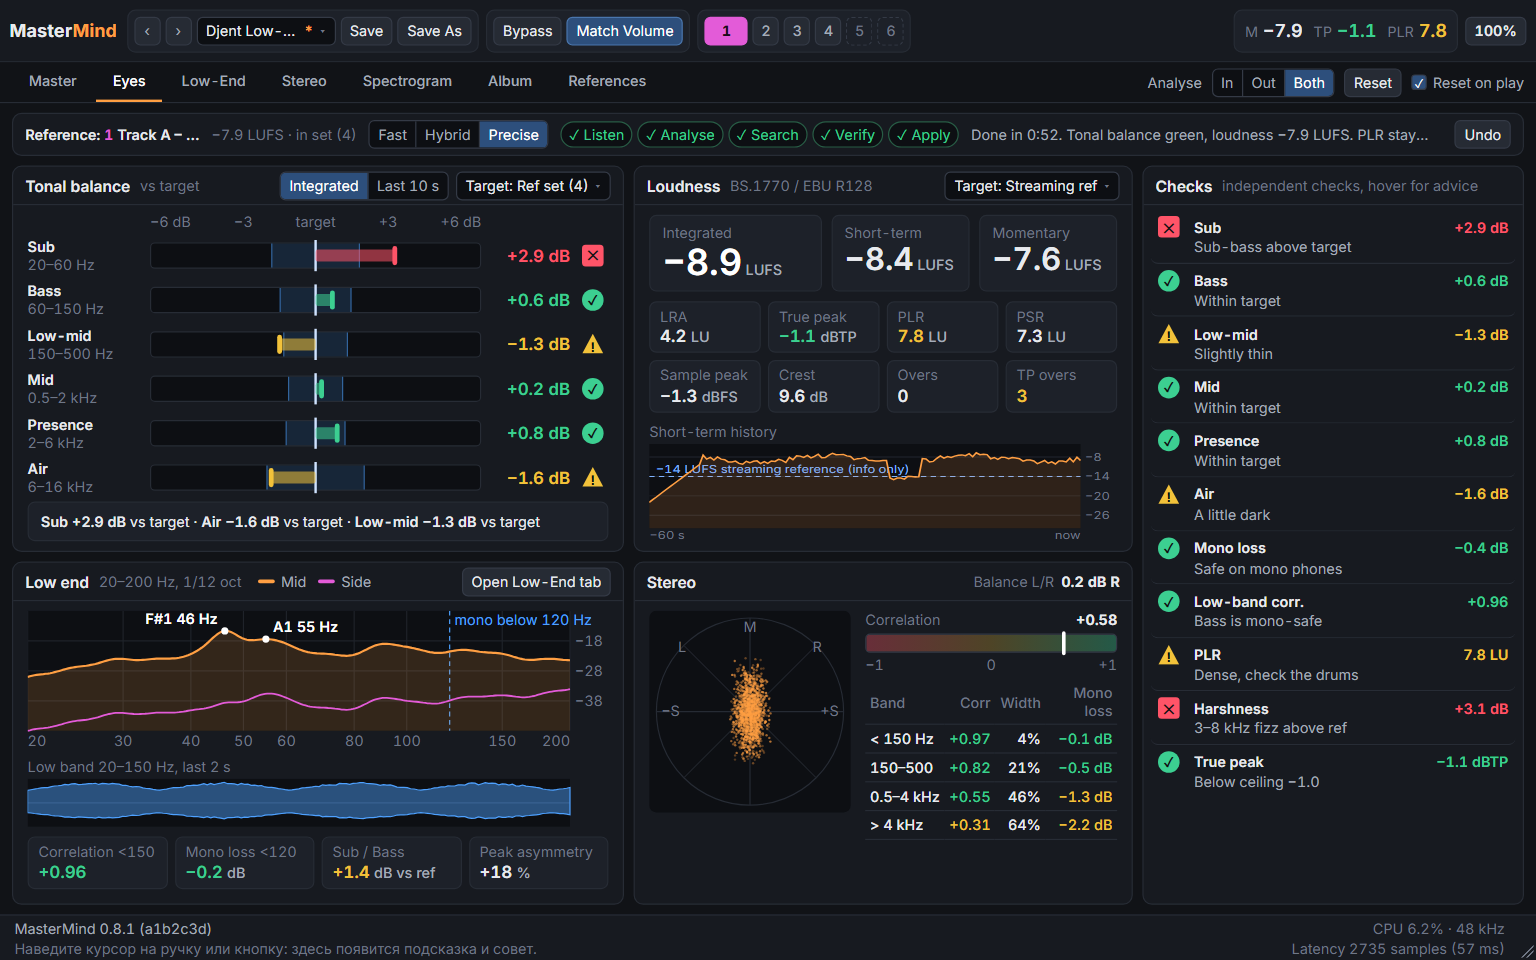 MasterMind ‹ › Djent Low-... * Save Save As Bypass Match Volume 1 2 3 4 5 6 M −7.9 TP −1.1 PLR 7.8 100%
Master Eyes Low-End Stereo Spectrogram Album References Analyse In Out Both Reset ✓ Reset on play
Reference: 1 Track A – ... −7.9 LUFS · in set (4) Fast Hybrid Precise ✓ Listen ✓ Analyse ✓ Search ✓ Verify ✓ Apply Done in 0:52. Tonal balance green, loudness −7.9 LUFS. PLR stay... Undo
Tonal balance vs target Integrated Last 10 s Target: Ref set (4)
−6 dB −3 target +3 +6 dB
Sub
20–60 Hz
+2.9 dB
Bass
60–150 Hz
+0.6 dB
Low-mid
150–500 Hz
−1.3 dB
Mid
0.5–2 kHz
+0.2 dB
Presence
2–6 kHz
+0.8 dB
Air
6–16 kHz
−1.6 dB
Sub +2.9 dB vs target · Air −1.6 dB vs target · Low-mid −1.3 dB vs target
Loudness BS.1770 / EBU R128 Target: Streaming ref
Integrated
−8.9 LUFS
Short-term
−8.4 LUFS
Momentary
−7.6 LUFS
LRA
4.2 LU
True peak
−1.1 dBTP
PLR
7.8 LU
PSR
7.3 LU
Sample peak
−1.3 dBFS
Crest
9.6 dB
Overs
0
TP overs
3
Short-term history
−14 LUFS streaming reference (info only)
−8
−14
−20
−26
−60 s now
Checks independent checks, hover for advice
Sub +2.9 dB
Sub-bass above target
Bass +0.6 dB
Within target
Low-mid −1.3 dB
Slightly thin
Mid +0.2 dB
Within target
Presence +0.8 dB
Within target
Air −1.6 dB
A little dark
Mono loss −0.4 dB
Safe on mono phones
Low-band corr. +0.96
Bass is mono-safe
PLR 7.8 LU
Dense, check the drums
Harshness +3.1 dB
3–8 kHz fizz above ref
True peak −1.1 dBTP
Below ceiling −1.0
Low end 20–200 Hz, 1/12 oct Mid Side Open Low-End tab
F#1 46 Hz A1 55 Hz mono below 120 Hz
−18
−28
−38
20 30 40 50 60 80 100 150 200
Low band 20–150 Hz, last 2 s
Correlation <150
+0.96
Mono loss <120
−0.2 dB
Sub / Bass
+1.4 dB vs ref
Peak asymmetry
+18 %
Stereo Balance L/R 0.2 dB R
M
L R
−S +S
Correlation +0.58
−1 0 +1
Band Corr Width Mono loss
< 150 Hz +0.97 4% −0.1 dB
150–500 +0.82 21% −0.5 dB
0.5–4 kHz +0.55 46% −1.3 dB
> 4 kHz +0.31 64% −2.2 dB
MasterMind 0.8.1 (a1b2c3d) CPU 6.2% · 48 kHz
Наведите курсор на ручку или кнопку: здесь появится подсказка и совет. Latency 2735 samples (57 ms)